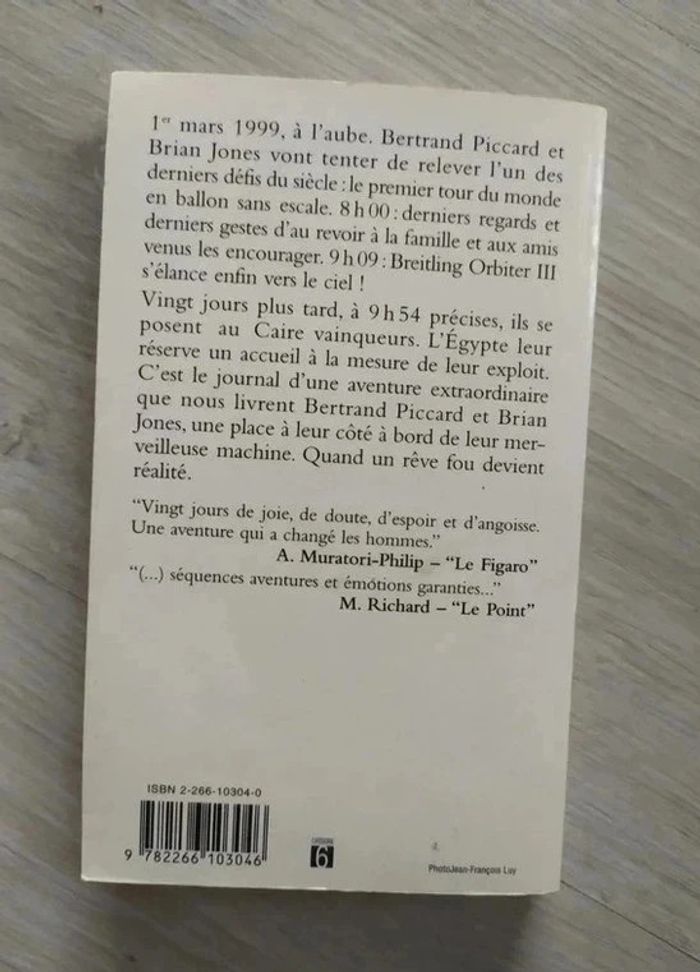 1er mars 1999, à l'aube. Bertrand Piccard et
Brian Jones vont tenter de relever l'un des
derniers défis du siècle : le premier tour du monde
en ballon sans escale. 8 h 00 : derniers regards et
derniers gestes d'au revoir à la famille et aux amis
venus les encourager. 9 h 09 : Breitling Orbiter III
s'élance enfin vers le ciel !
Vingt jours plus tard, à 9 h 54 précises, ils se
posent au Caire vainqueurs. L'Égypte leur
réserve un accueil à la mesure de leur exploit.
C'est le journal d'une aventure extraordinaire
que nous livrent Bertrand Piccard et Brian
Jones, une place à leur côté à bord de leur mer-
veilleuse machine. Quand un rêve fou devient
réalité.
“Vingt jours de joie, de doute, d'espoir et d'angoisse.
Une aventure qui a changé les hommes.”
A. Muratori-Philip – “Le Figaro”
“(...) séquences aventures et émótions garanties...”
M. Richard – “Le Point”
ISBN 2-266-10304-0
9 782266 103046
CATÉGORIE
6
PhotoJean-François Luy